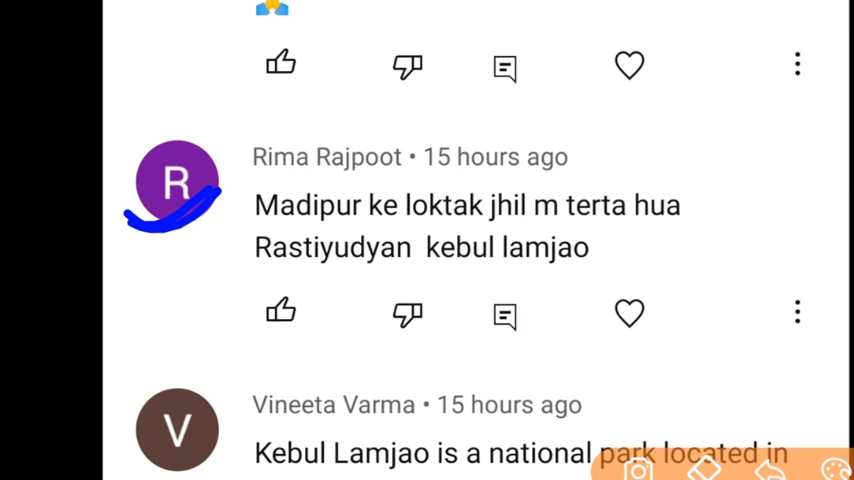 R
Rima Rajpoot • 15 hours ago
Madipur ke loktak jhil m terta hua
Rastiyudyan kebul lamjao
V
Vineeta Varma • 15 hours ago
Kebul Lamjao is a national park located in